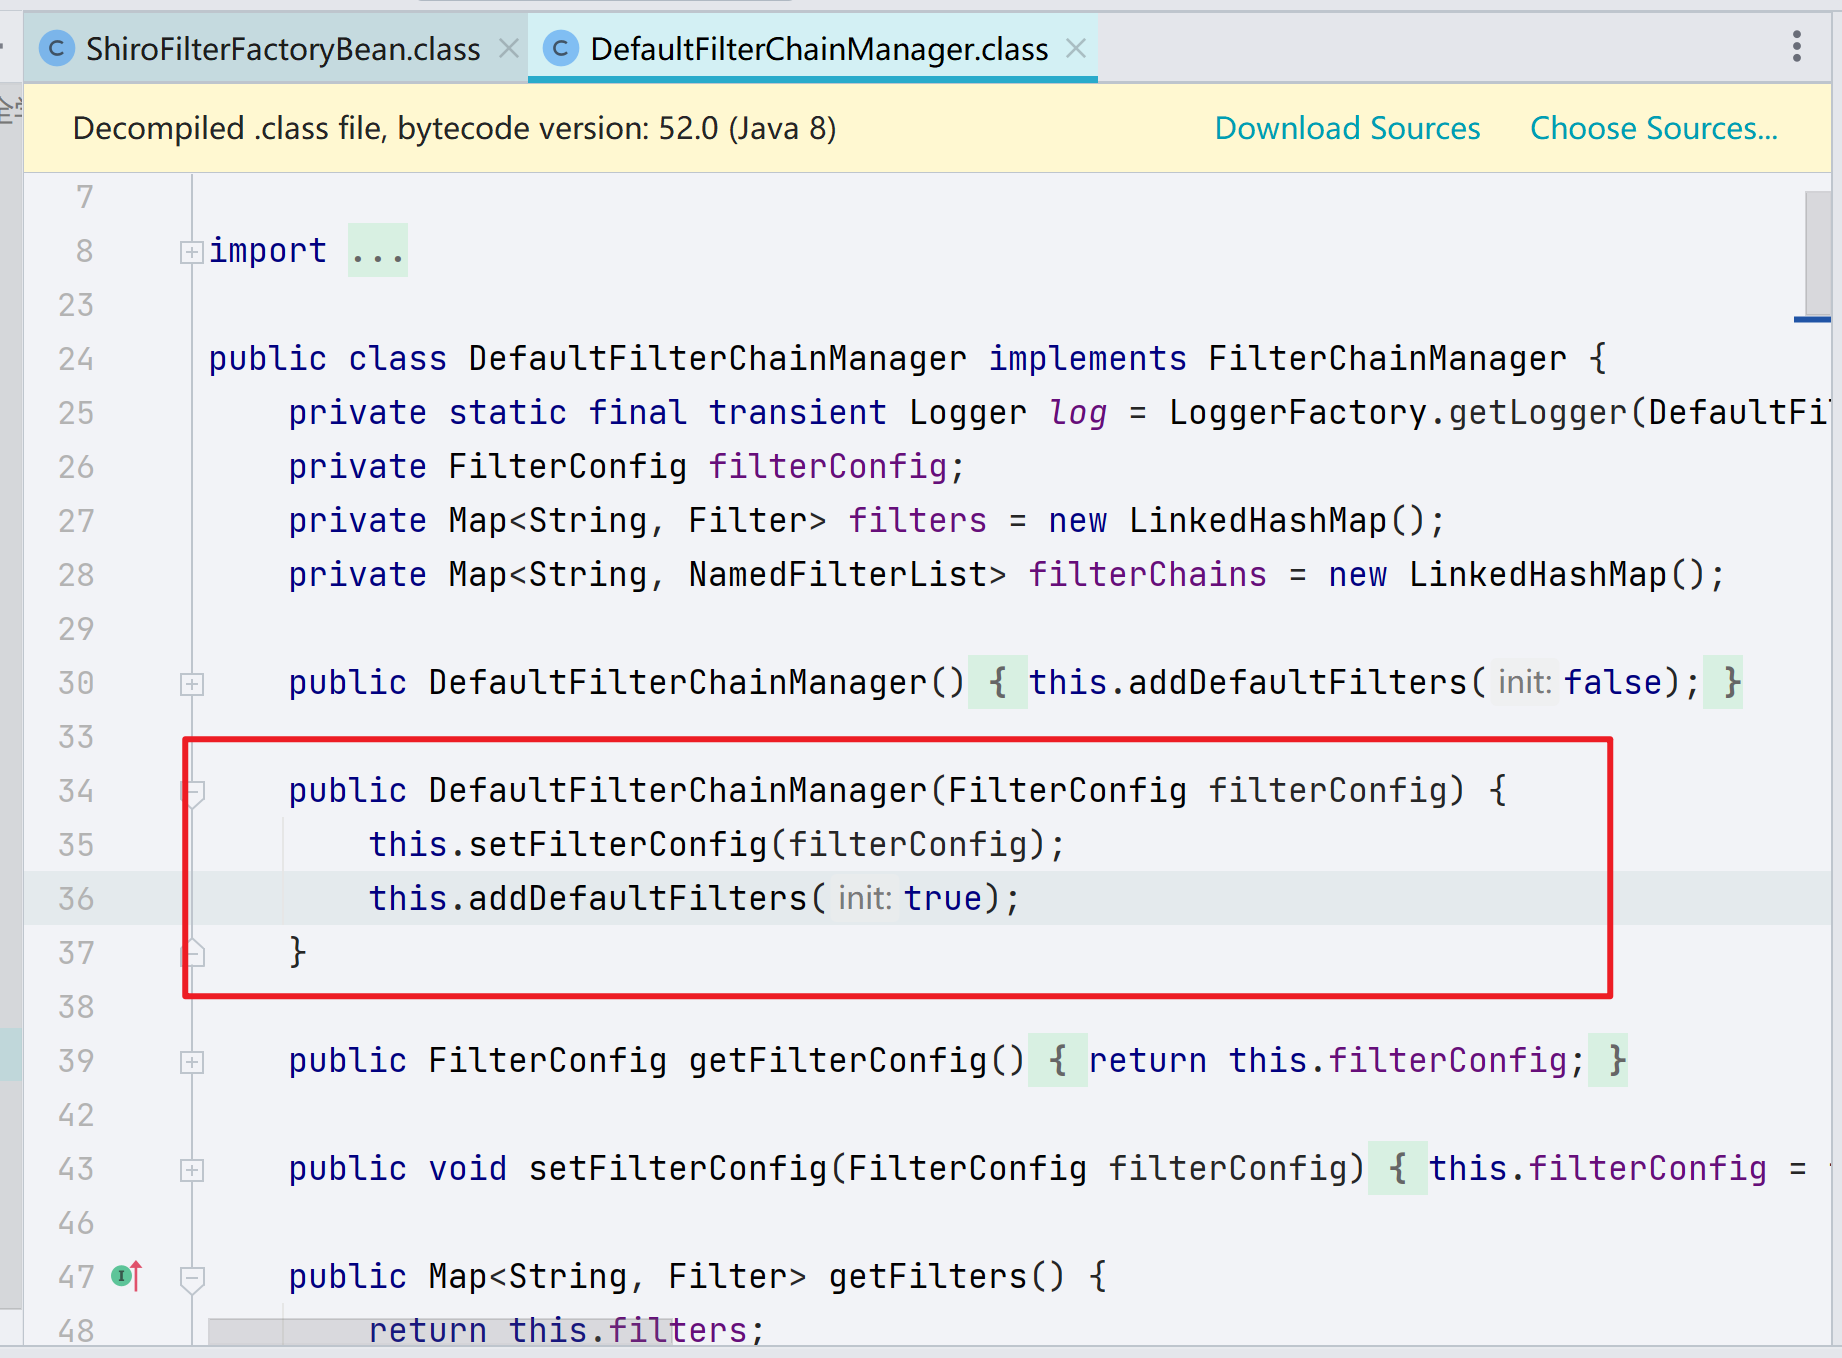 ShiroFilterFactoryBean.class DefaultFilterChainManager.class
Decompiled .class file, bytecode version: 52.0 (Java 8) Download Sources Choose Sources...
7
8 import ...
23
24 public class DefaultFilterChainManager implements FilterChainManager {
25 private static final transient Logger log = LoggerFactory.getLogger(DefaultFil
26 private FilterConfig filterConfig;
27 private Map<String, Filter> filters = new LinkedHashMap();
28 private Map<String, NamedFilterList> filterChains = new LinkedHashMap();
29
30 public DefaultFilterChainManager() { this.addDefaultFilters( init: false); }
33
34 public DefaultFilterChainManager(FilterConfig filterConfig) {
35 this.setFilterConfig(filterConfig);
36 this.addDefaultFilters( init: true);
37 }
38
39 public FilterConfig getFilterConfig() { return this.filterConfig; }
42
43 public void setFilterConfig(FilterConfig filterConfig) { this.filterConfig =
46
47 public Map<String, Filter> getFilters() {
48 return this.filters;